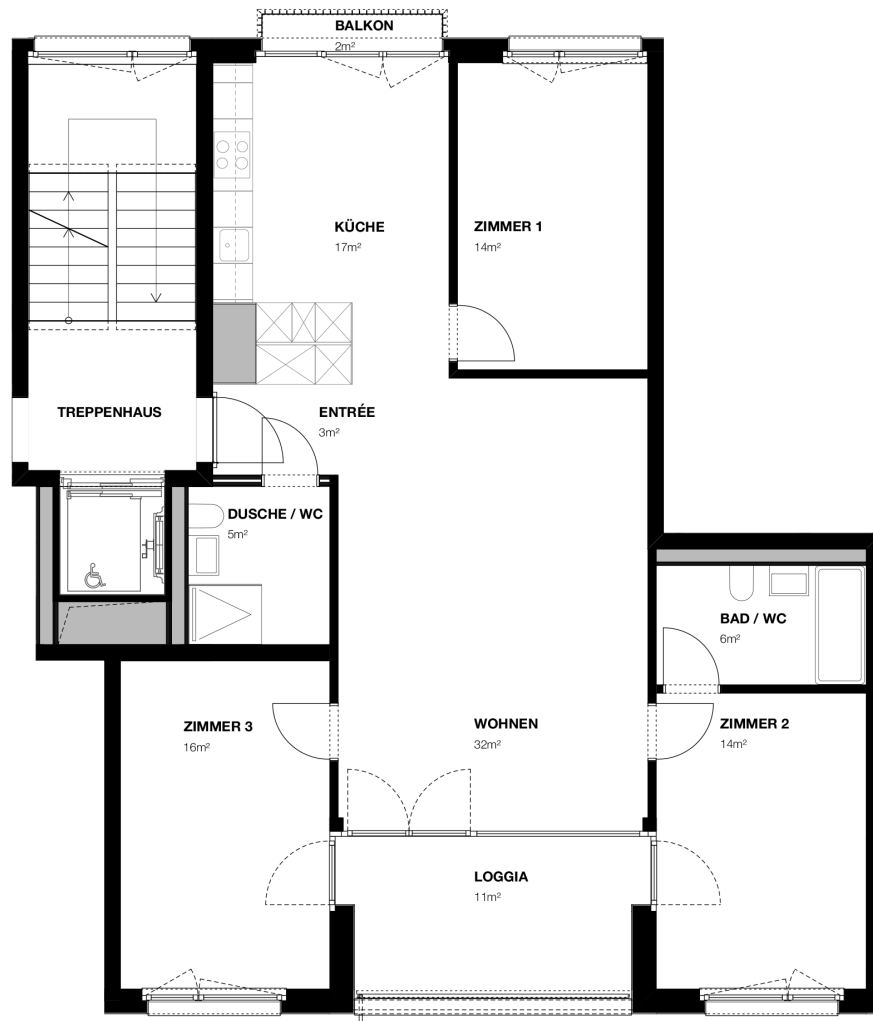 BALKON
2m²
KÜCHE
17m²
ZIMMER 1
14m²
TREPPENHAUS
ENTRÉE
3m²
DUSCHE / WC
5m²
BAD / WC
6m²
ZIMMER 3
16m²
WOHNEN
32m²
ZIMMER 2
14m²
LOGGIA
11m²